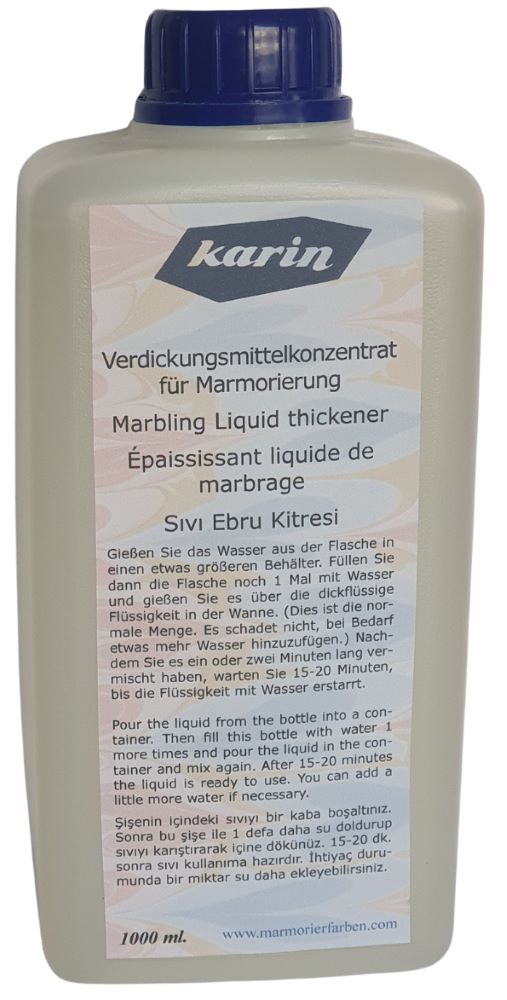 karin
Verdickungsmittelkonzentrat
für Marmorierung
Marbling Liquid thickener
Épaississant liquide de
marbrage
Sıvı Ebru Kitresi
Gießen Sie das Wasser aus der Flasche in
einen etwas größeren Behälter. Füllen Sie
dann die Flasche noch 1 Mal mit Wasser
und gießen Sie es über die dickflüssige
Flüssigkeit in der Wanne. (Dies ist die nor-
male Menge. Es schadet nicht, bei Bedarf
etwas mehr Wasser hinzuzufügen.) Nach-
dem Sie es ein oder zwei Minuten lang ver-
mischt haben, warten Sie 15-20 Minuten,
bis die Flüssigkeit mit Wasser erstarrt.
Pour the liquid from the bottle into a con-
tainer. Then fill this bottle with water 1
more times and pour the liquid in the con-
tainer and mix again. After 15-20 minutes
the liquid is ready to use. You can add a
little more water if necessary.
Şişenin içindeki sıvıyı bir kaba boşaltınız.
Sonra bu şişe ile 1 defa daha su doldurup
sıvıyı karıştırarak içine dökünüz. 15-20 dk.
sonra sıvı kullanıma hazırdır. İhtiyaç duru-
munda bir miktar su daha ekleyebilirsiniz.
1000 ml. www.marmorierfarben.com